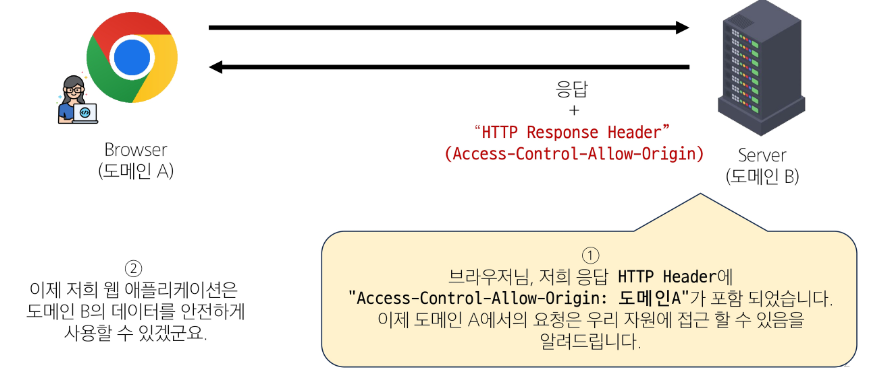 응답
+
“HTTP Response Header”
(Access-Control-Allow-Origin)
Browser
(도메인 A)
Server
(도메인 B)
①
브라우저님, 저희 응답 HTTP Header에
"Access-Control-Allow-Origin: 도메인A"가 포함 되었습니다.
이제 도메인 A에서의 요청은 우리 자원에 접근 할 수 있음을
알려드립니다.
②
이제 저희 웹 애플리케이션은
도메인 B의 데이터를 안전하게
사용할 수 있겠군요.